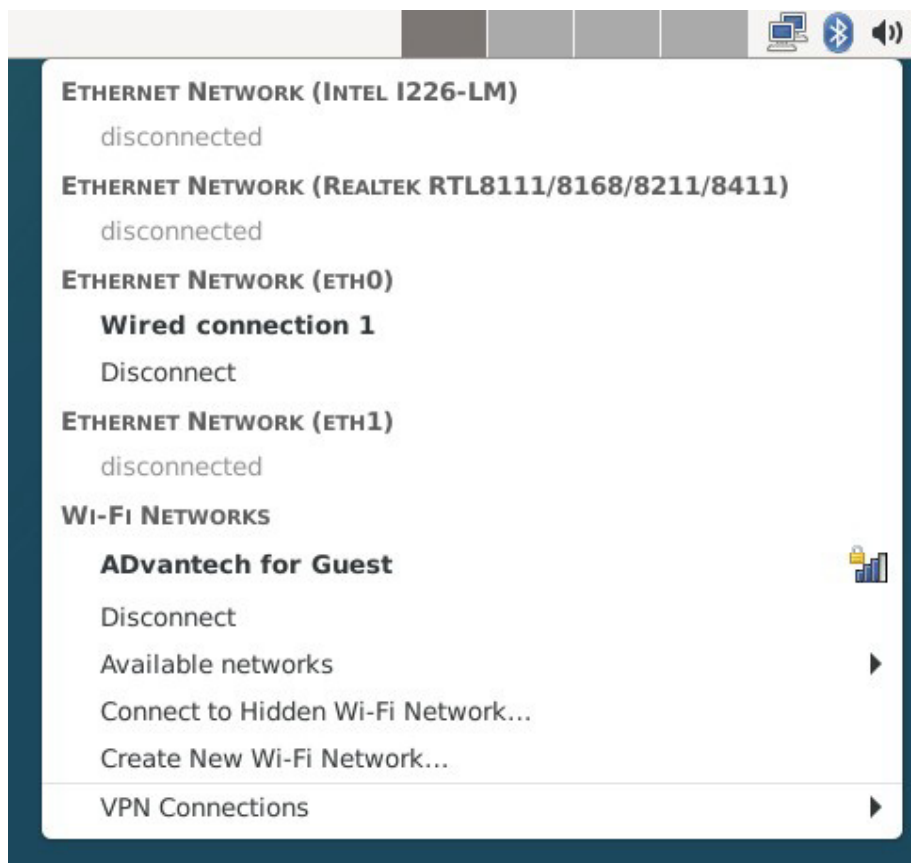 ETHERNET NETWORK (INTEL I226-LM)
disconnected
ETHERNET NETWORK (REALTEK RTL8111/8168/8211/8411)
disconnected
ETHERNET NETWORK (ETH0)
Wired connection 1
Disconnect
ETHERNET NETWORK (ETH1)
disconnected
WI-FI NETWORKS
ADvantech for Guest
Disconnect
Available networks
Connect to Hidden Wi-Fi Network…
Create New Wi-Fi Network…
VPN Connections